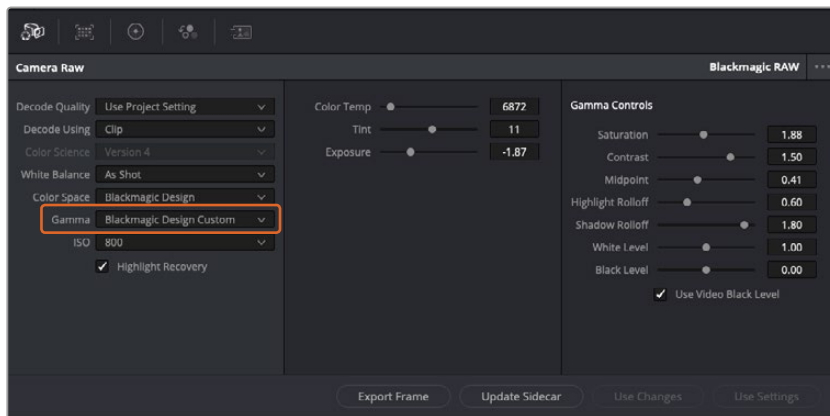 Camera Raw
Blackmagic RAW
Decode Quality Use Project Setting
Decode Using Clip
Color Science Version 4
White Balance As Shot
Color Space Blackmagic Design
Gamma Blackmagic Design Custom
ISO 800
Highlight Recovery
Color Temp 6872
Tint 11
Exposure -1.87
Gamma Controls
Saturation 1.88
Contrast 1.50
Midpoint 0.41
Highlight Rolloff 0.60
Shadow Rolloff 1.80
White Level 1.00
Black Level 0.00
Use Video Black Level
Export Frame Update Sidecar Use Changes Use Settings